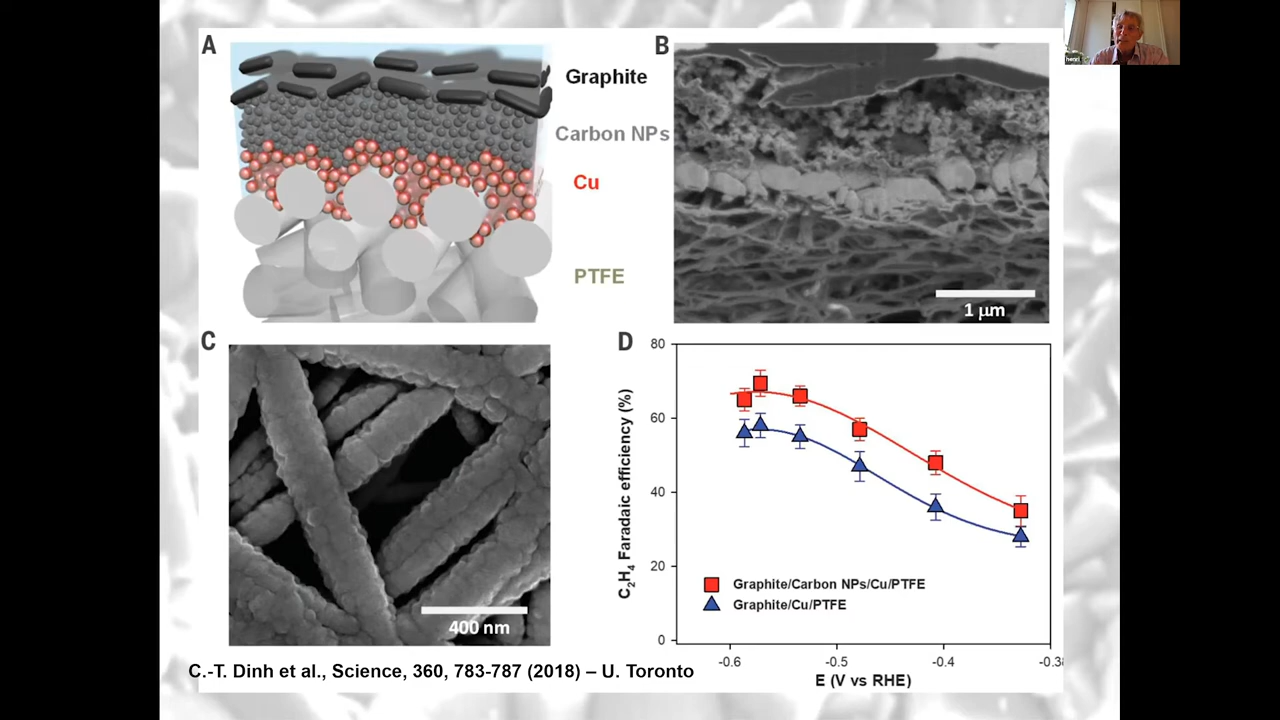 A
Graphite
Carbon NPs
Cu
PTFE
B
1 µm
C
400 nm
D
C2H4 Faradaic efficiency (%)
80
60
40
20
0
Graphite/Carbon NPs/Cu/PTFE
Graphite/Cu/PTFE
-0.6
-0.5
-0.4
-0.3
E (V vs RHE)
C.-T. Dinh et al., Science, 360, 783-787 (2018) – U. Toronto